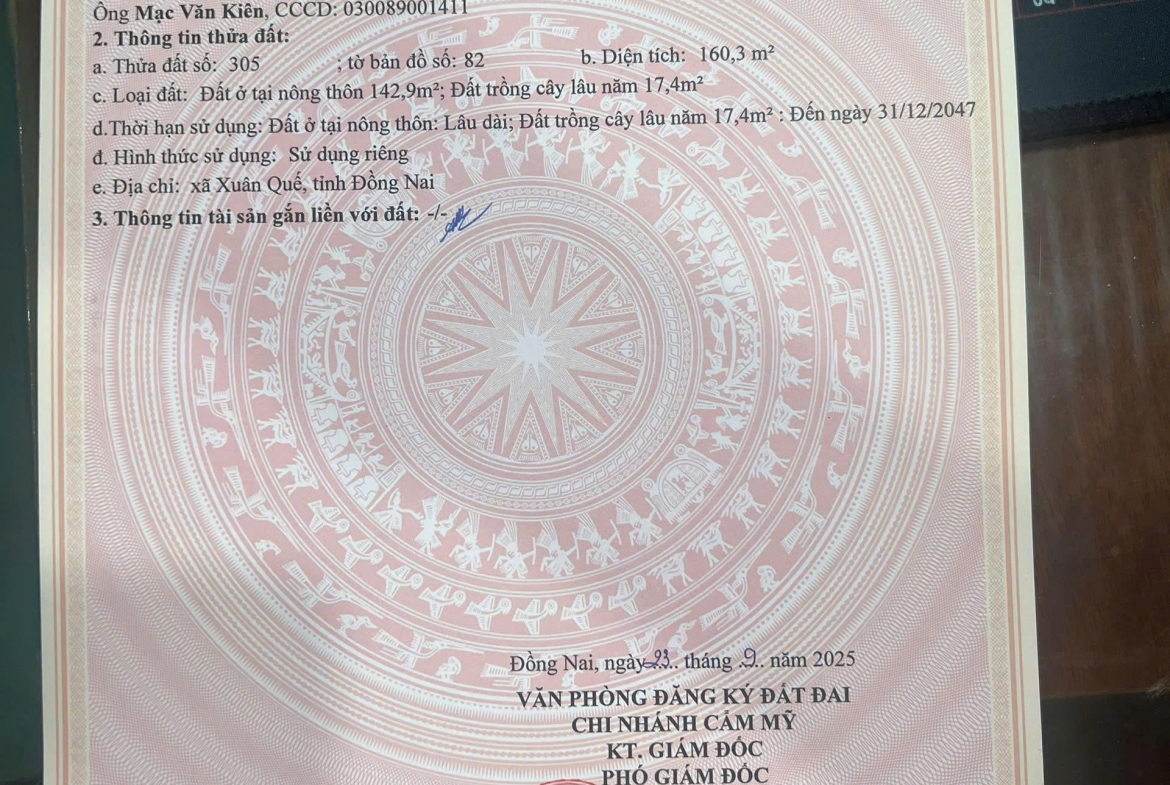 Ông Mạc Văn Kiên, CCCD: 030089001411
2. Thông tin thửa đất:
a. Thửa đất số: 305 ; tờ bản đồ số: 82 b. Diện tích: 160,3 m²
c. Loại đất: Đất ở tại nông thôn 142,9m²; Đất trồng cây lâu năm 17,4m²
d.Thời hạn sử dụng: Đất ở tại nông thôn: Lâu dài; Đất trồng cây lâu năm 17,4m² : Đến ngày 31/12/2047
đ. Hình thức sử dụng: Sử dụng riêng
e. Địa chỉ: xã Xuân Quế, tỉnh Đồng Nai
3. Thông tin tài sản gắn liền với đất: -/-
Đồng Nai, ngày 23.. tháng .9.. năm 2025
VĂN PHÒNG ĐĂNG KÝ ĐẤT ĐAI
CHI NHÁNH CẨM MỸ
KT. GIÁM ĐỐC
PHÓ GIÁM ĐỐC